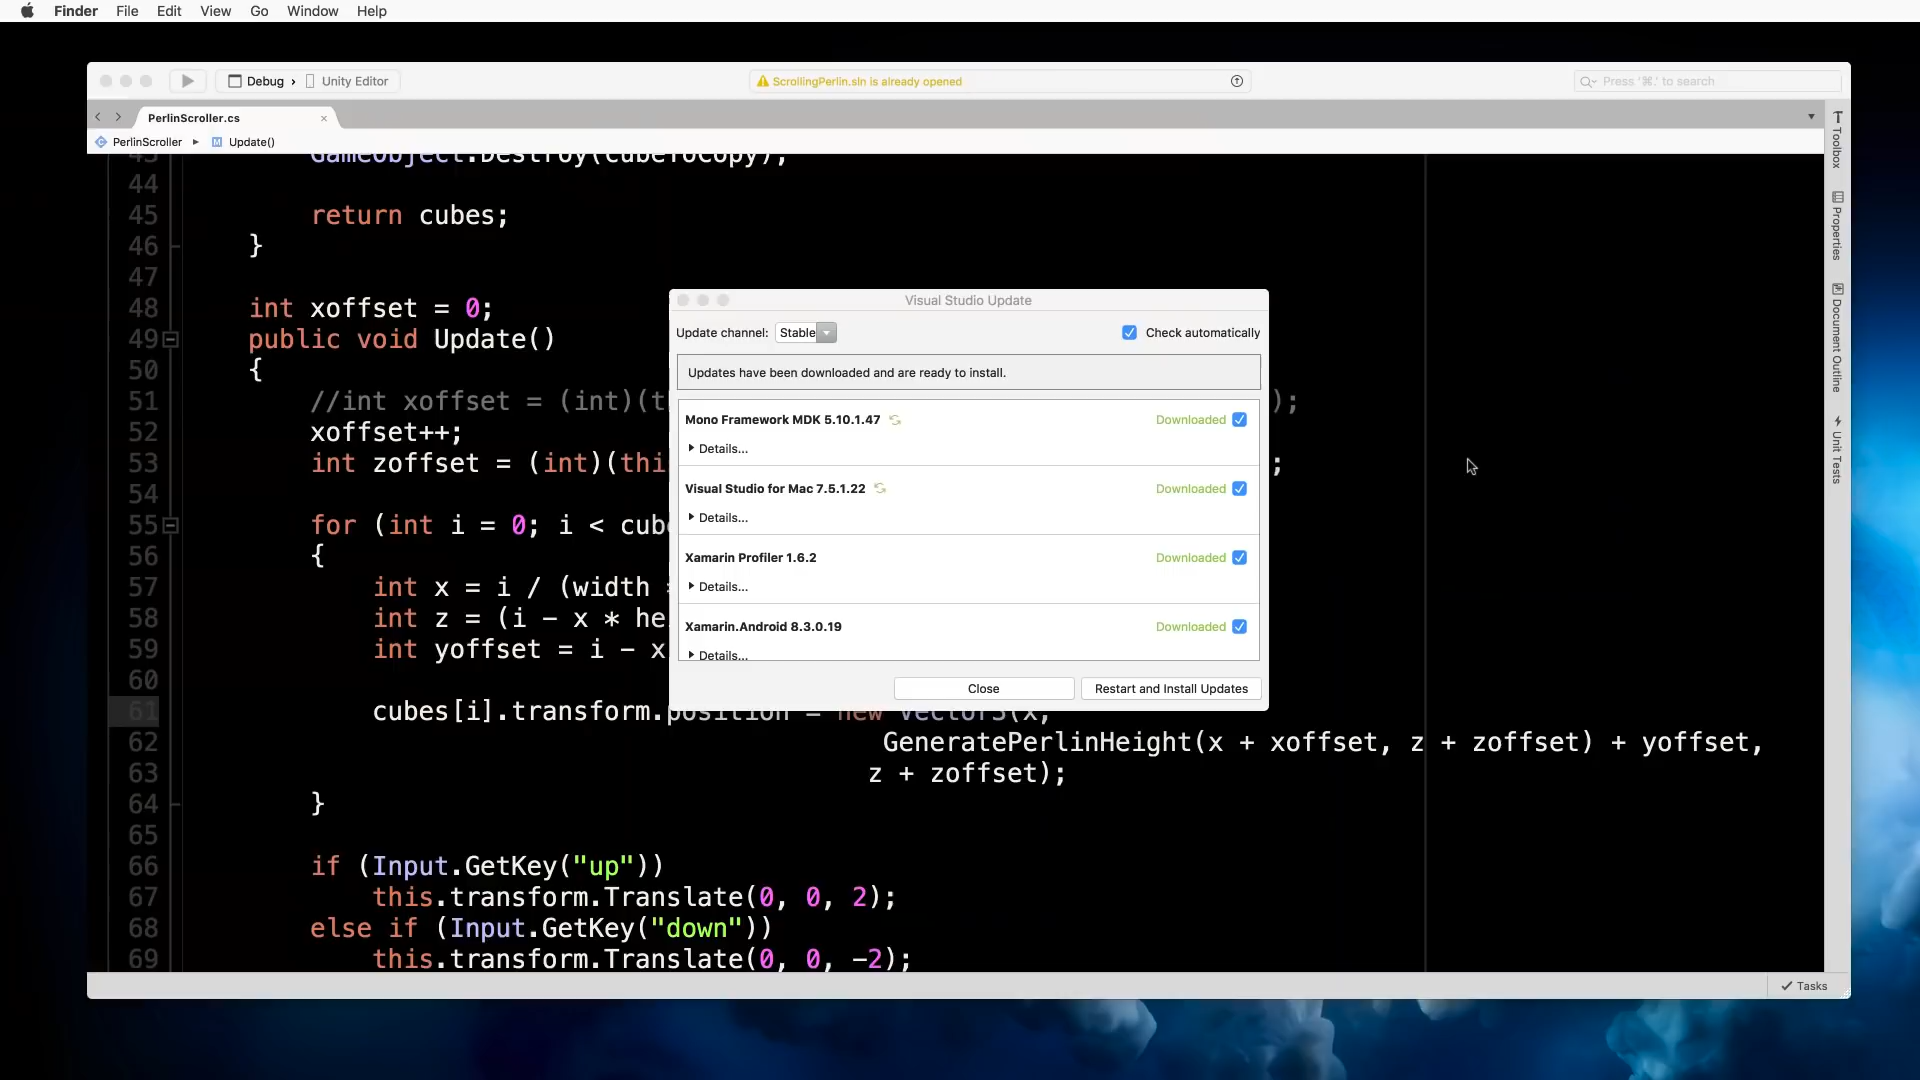 Finder File Edit View Go Window Help
Debug › Unity Editor
ScrollingPerlin.sln is already opened
Press '⌘.' to search
PerlinScroller.cs
PerlinScroller ▸ Update()
43 GameObject.Destroy(cubeToCopy);
44
45 return cubes;
46 }
47
48 int xoffset = 0;
49 public void Update()
50 {
51 //int xoffset = (int)(t );
52 xoffset++;
53 int zoffset = (int)(thi ;
54
55 for (int i = 0; i < cub
56 {
57 int x = i / (width
58 int z = (i - x * he
59 int yoffset = i - x
60
61 cubes[i].transform.position = new Vector3(x,
62 GeneratePerlinHeight(x + xoffset, z + zoffset) + yoffset,
63 z + zoffset);
64 }
65
66 if (Input.GetKey("up"))
67 this.transform.Translate(0, 0, 2);
68 else if (Input.GetKey("down"))
69 this.transform.Translate(0, 0, -2);
Visual Studio Update
Update channel: Stable
Check automatically
Updates have been downloaded and are ready to install.
Mono Framework MDK 5.10.1.47 Downloaded
Details...
Visual Studio for Mac 7.5.1.22 Downloaded
Details...
Xamarin Profiler 1.6.2 Downloaded
Details...
Xamarin.Android 8.3.0.19 Downloaded
Details...
Close Restart and Install Updates
Toolbox
Properties
Document Outline
Unit Tests
Tasks